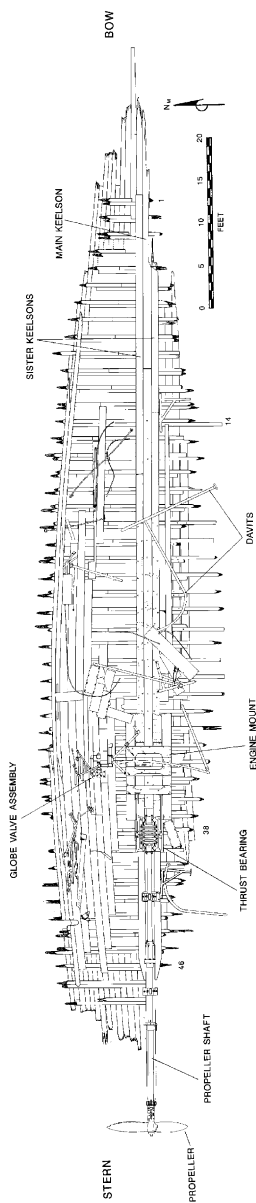 STERN
BOW
GLOBE VALVE ASSEMBLY
SISTER KEELSONS
MAIN KEELSON
N M
1
14
38
46
0 5 10 15 20
FEET
DAVITS
ENGINE MOUNT
THRUST BEARING
PROPELLER SHAFT
PROPELLER